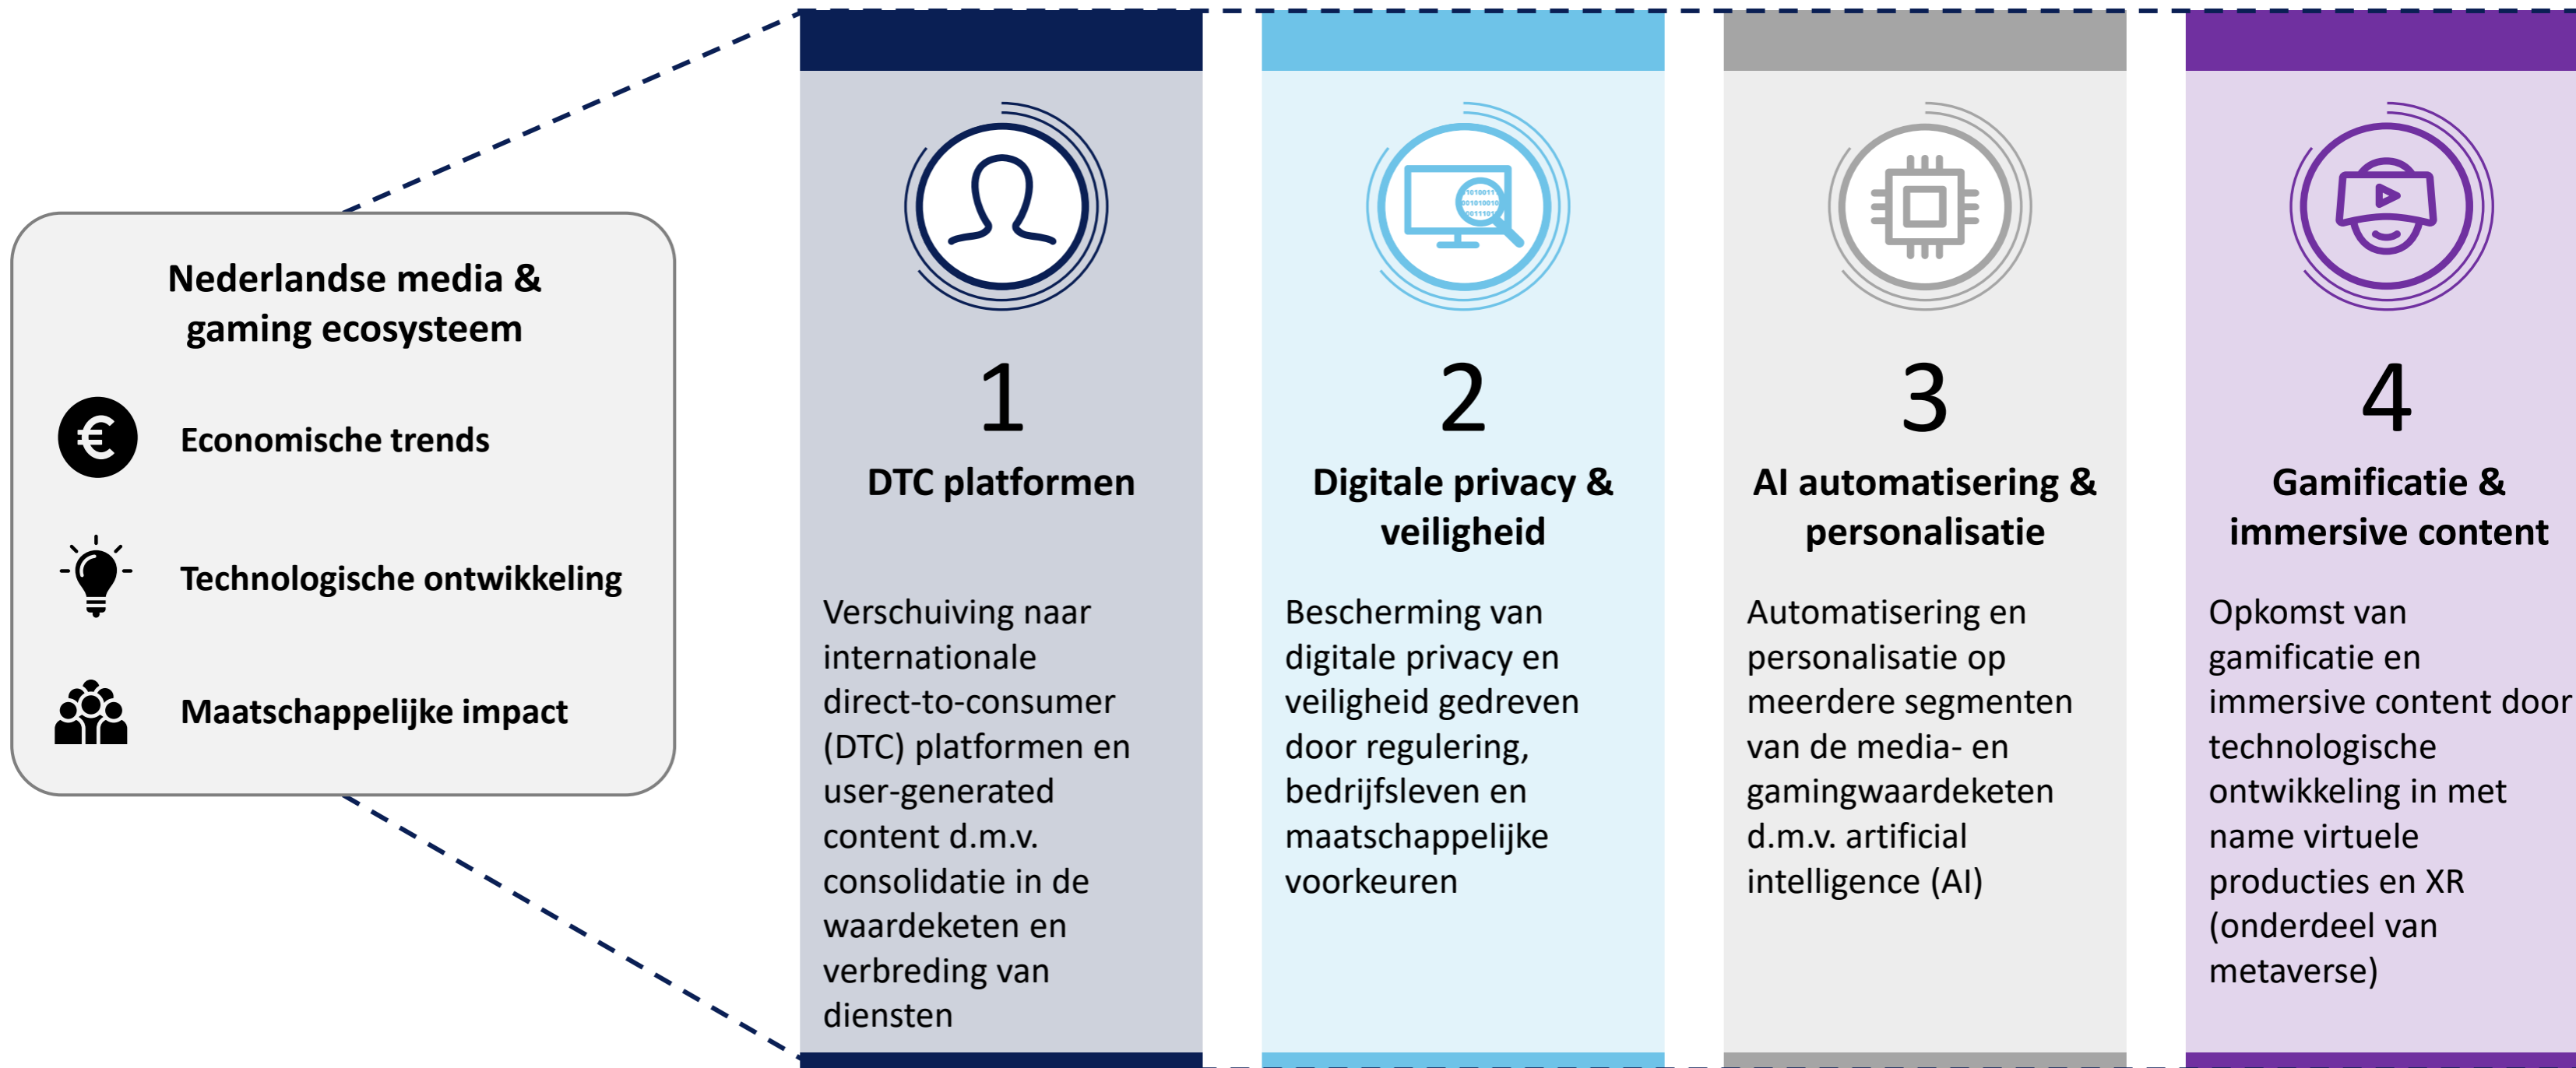 Nederlandse media &
gaming ecosysteem
Economische trends
Technologische ontwikkeling
Maatschappelijke impact
1
DTC platformen
Verschuiving naar
internationale
direct-to-consumer
(DTC) platformen en
user-generated
content d.m.v.
consolidatie in de
waardeketen en
verbreding van
diensten
2
Digitale privacy &
veiligheid
Bescherming van
digitale privacy en
veiligheid gedreven
door regulering,
bedrijfsleven en
maatschappelijke
voorkeuren
3
AI automatisering &
personalisatie
Automatisering en
personalisatie op
meerdere segmenten
van de media- en
gamingwaardeketen
d.m.v. artificial
intelligence (AI)
4
Gamificatie &
immersive content
Opkomst van
gamificatie en
immersive content door
technologische
ontwikkeling in met
name virtuele
producties en XR
(onderdeel van
metaverse)